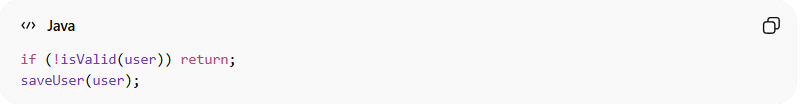 </> Java
if (!isValid(user)) return;
saveUser(user);